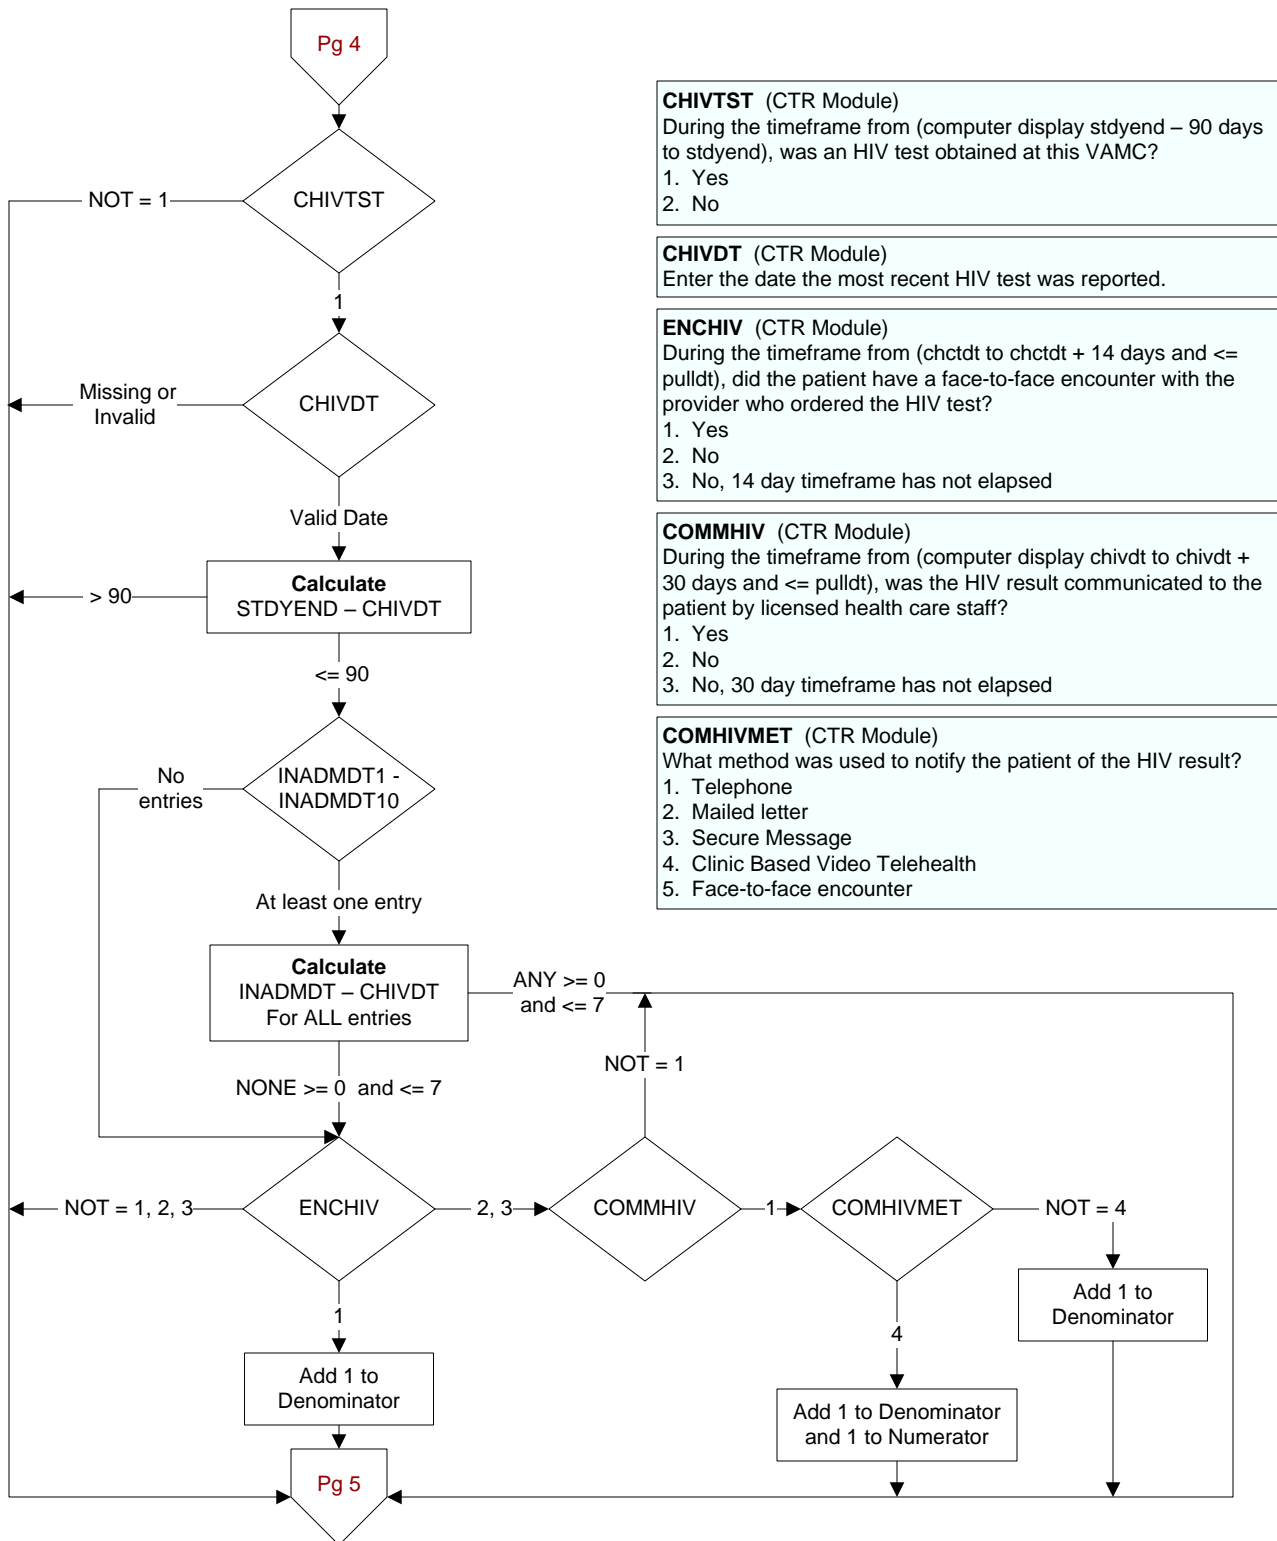 Pg 4
CHIVTST (CTR Module)
During the timeframe from (computer display stdyend – 90 days
to stdyend), was an HIV test obtained at this VAMC?
1. Yes
2. No
NOT = 1
CHIVTST
1
CHIVDT (CTR Module)
Enter the date the most recent HIV test was reported.
Missing or
Invalid
CHIVDT
Valid Date
ENCHIV (CTR Module)
During the timeframe from (chctdt to chctdt + 14 days and <=
pulldt), did the patient have a face-to-face encounter with the
provider who ordered the HIV test?
1. Yes
2. No
3. No, 14 day timeframe has not elapsed
COMMHIV (CTR Module)
During the timeframe from (computer display chivdt to chivdt +
30 days and <= pulldt), was the HIV result communicated to the
patient by licensed health care staff?
1. Yes
2. No
3. No, 30 day timeframe has not elapsed
> 90
Calculate
STDYEND – CHIVDT
<= 90
COMHIVMET (CTR Module)
What method was used to notify the patient of the HIV result?
1. Telephone
2. Mailed letter
3. Secure Message
4. Clinic Based Video Telehealth
5. Face-to-face encounter
No
entries
INADMDT1 -
INADMDT10
At least one entry
Calculate
INADMDT – CHIVDT
For ALL entries
ANY >= 0
and <= 7
NONE >= 0 and <= 7
NOT = 1
NOT = 1, 2, 3
ENCHIV
2, 3
COMMHIV
1
COMHIVMET
NOT = 4
1
4
Add 1 to
Denominator
Add 1 to
Denominator
Add 1 to Denominator
and 1 to Numerator
Pg 5